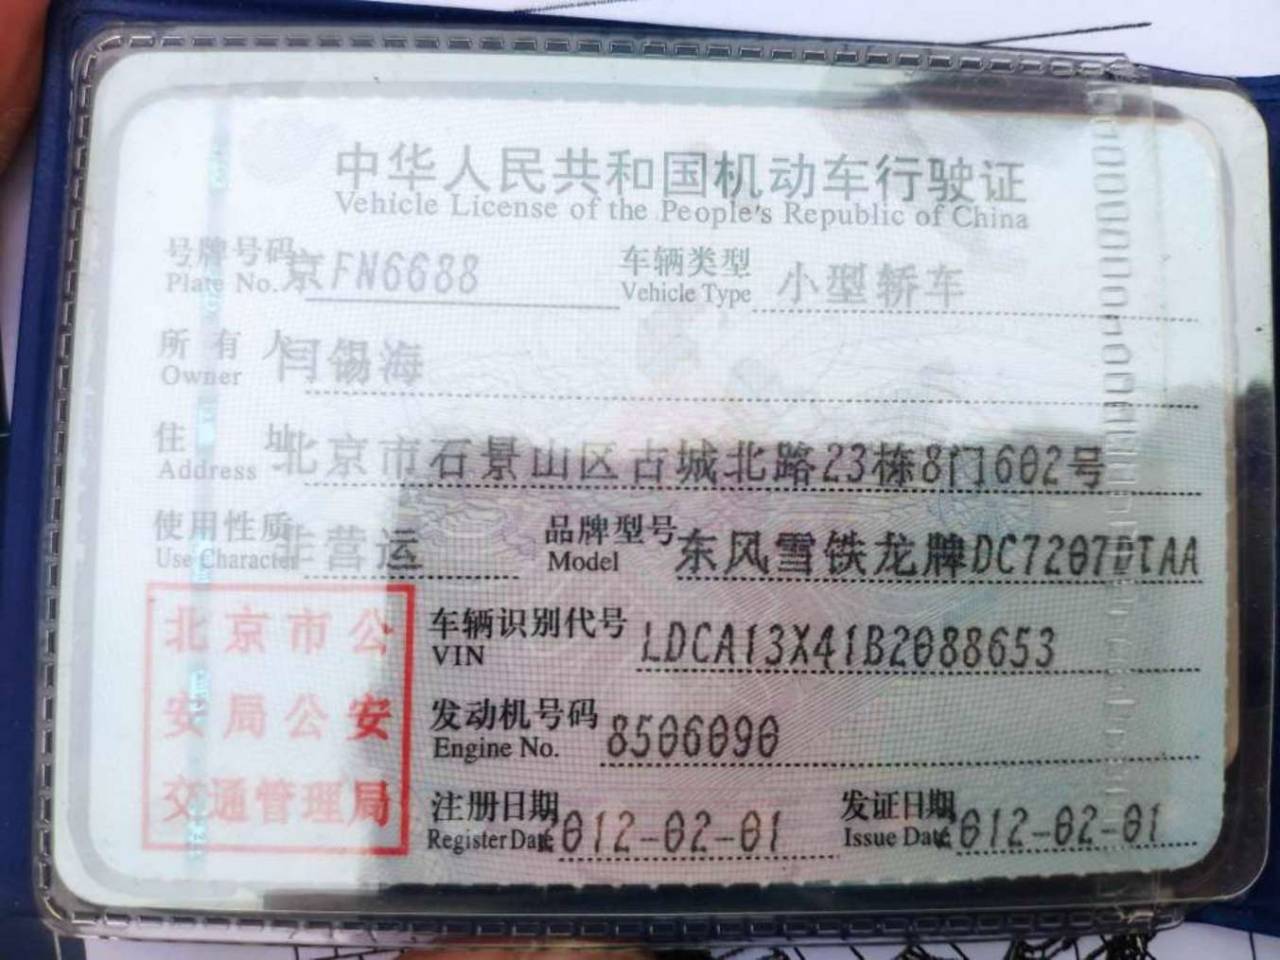 中华人民共和国机动车行驶证
Vehicle License of the People's Republic of China
号牌号码 京FN6688 车辆类型 小型轿车
Plate No. Vehicle Type
所有人 闫锡海
Owner
住址 北京市石景山区古城北路23栋8门602号
Address
使用性质 非营运 品牌型号 东风雪铁龙牌DC7207DTAA
Use Character Model
北京市公
安局公安
交通管理局
车辆识别代号 LDCA13X41B2088653
VIN
发动机号码 8506090
Engine No.
注册日期 2012-02-01 发证日期 2012-02-01
Register Date Issue Date